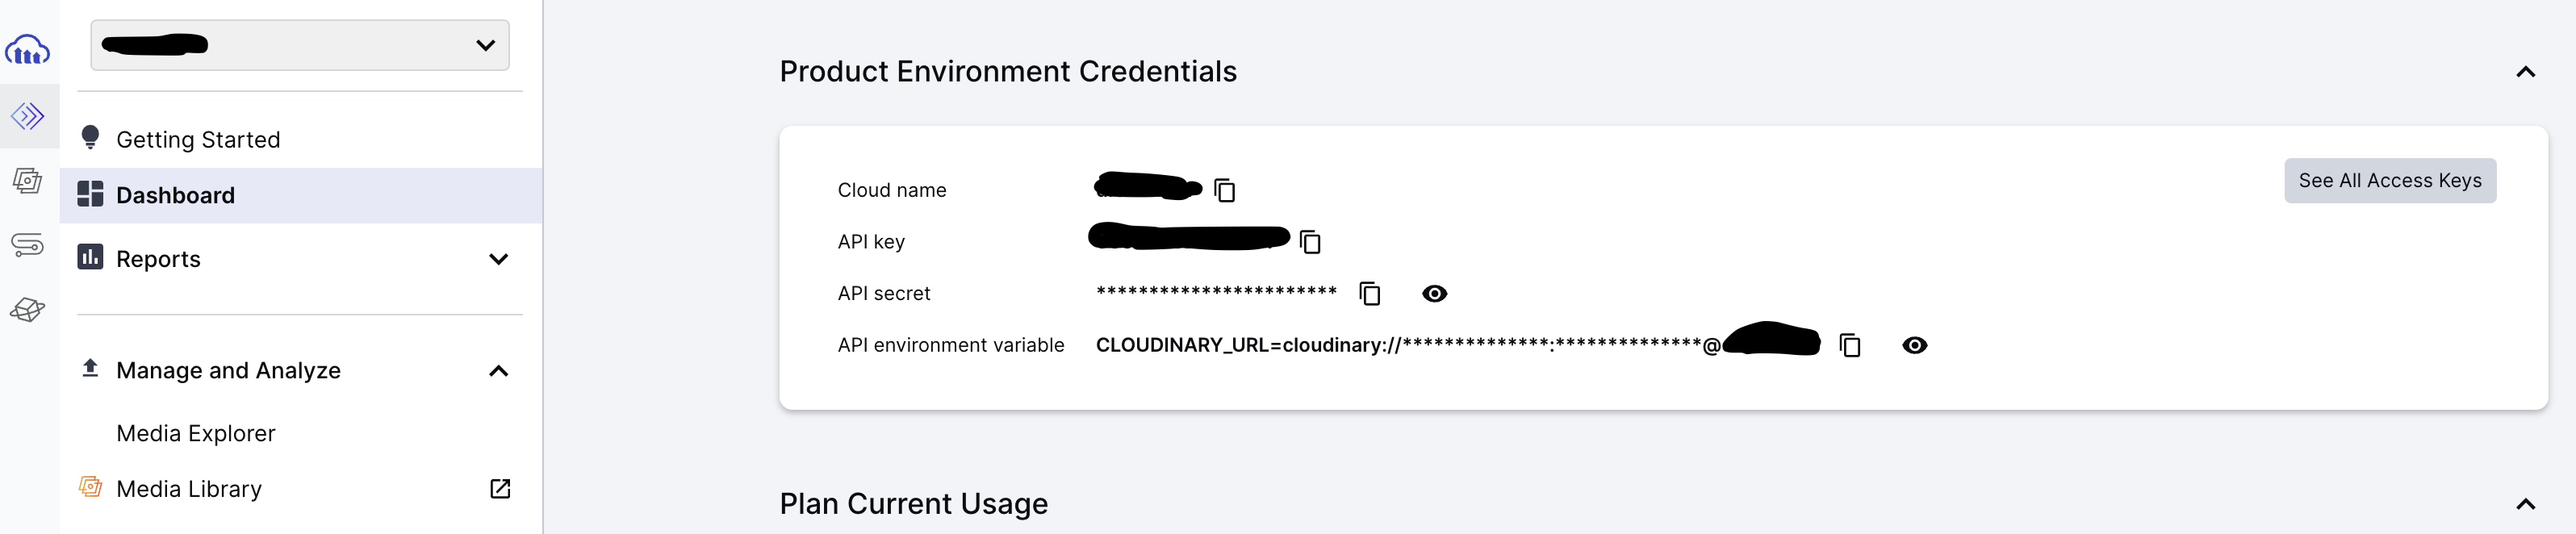 Getting Started
Dashboard
Reports
Manage and Analyze
Media Explorer
Media Library
Product Environment Credentials
See All Access Keys
Cloud name
API key
API secret ***********************
API environment variable CLOUDINARY_URL=cloudinary://**************:**************@
Plan Current Usage